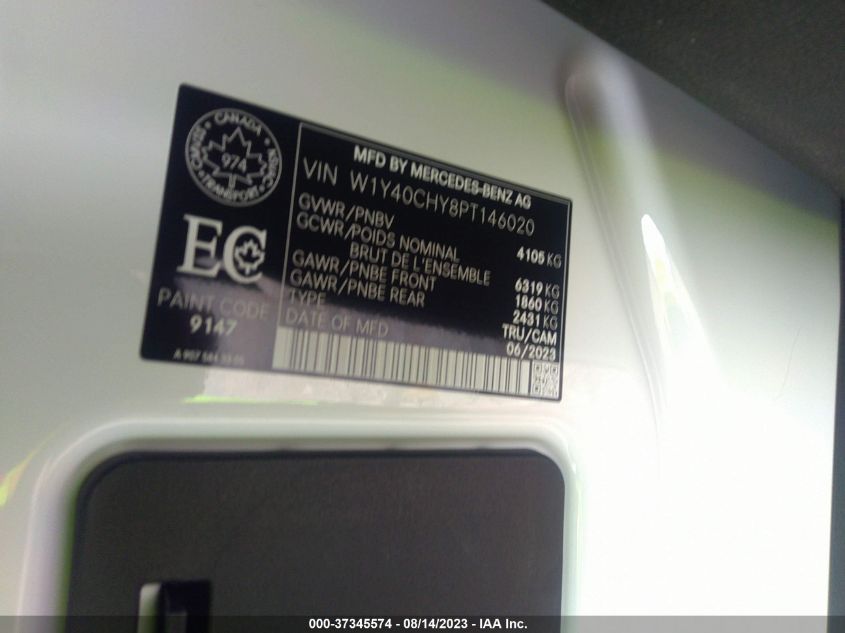 CANADA
974
TRANSPORT
EC
PAINT CODE
9147
MFD BY MERCEDES-BENZ AG
VIN W1Y40CHY8PT146020
GVWR/PNBV 4105 KG
GCWR/POIDS NOMINAL
BRUT DE L'ENSEMBLE 6319 KG
GAWR/PNBE FRONT 1860 KG
GAWR/PNBE REAR 2431 KG
TYPE TRU/CAM
DATE OF MFD 06/2023
000-37345574 - 08/14/2023 - IAA Inc.